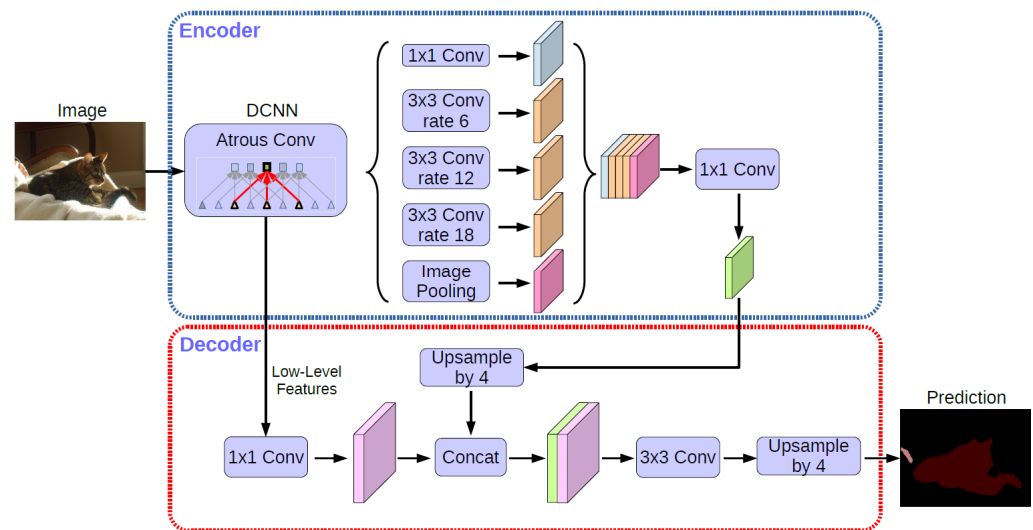 Encoder
Image
DCNN
Atrous Conv
1x1 Conv
3x3 Conv
rate 6
3x3 Conv
rate 12
3x3 Conv
rate 18
Image
Pooling
1x1 Conv
Decoder
Low-Level
Features
Upsample
by 4
1x1 Conv
Concat
3x3 Conv
Upsample
by 4
Prediction